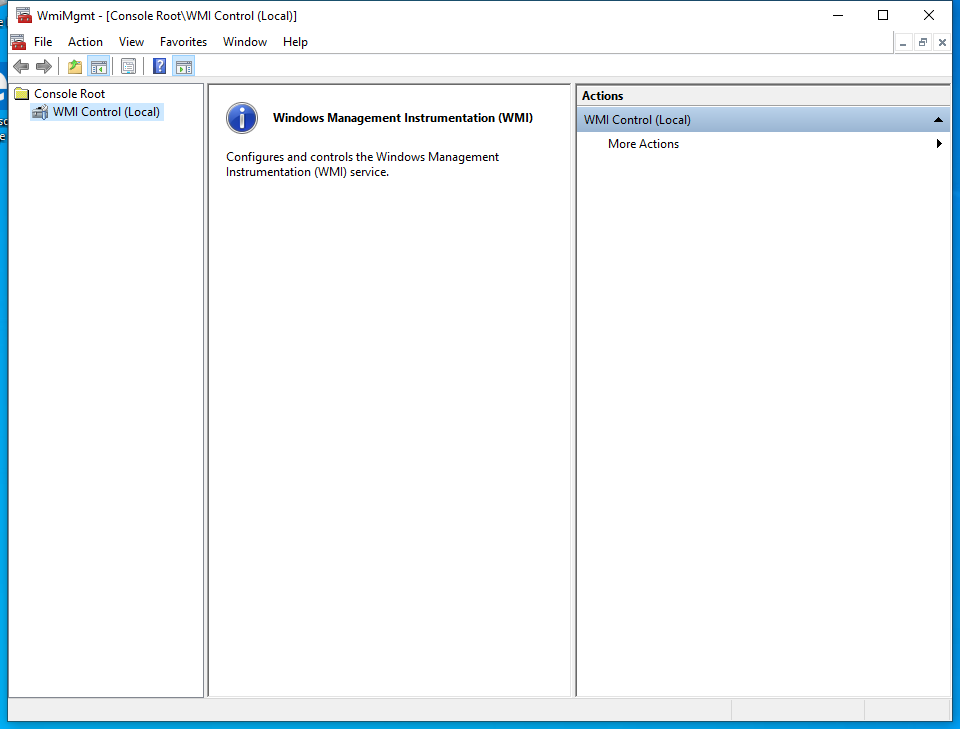 WmiMgmt - [Console Root\WMI Control (Local)]
File Action View Favorites Window Help
Console Root
WMI Control (Local)
Windows Management Instrumentation (WMI)
Configures and controls the Windows Management
Instrumentation (WMI) service.
Actions
WMI Control (Local)
More Actions